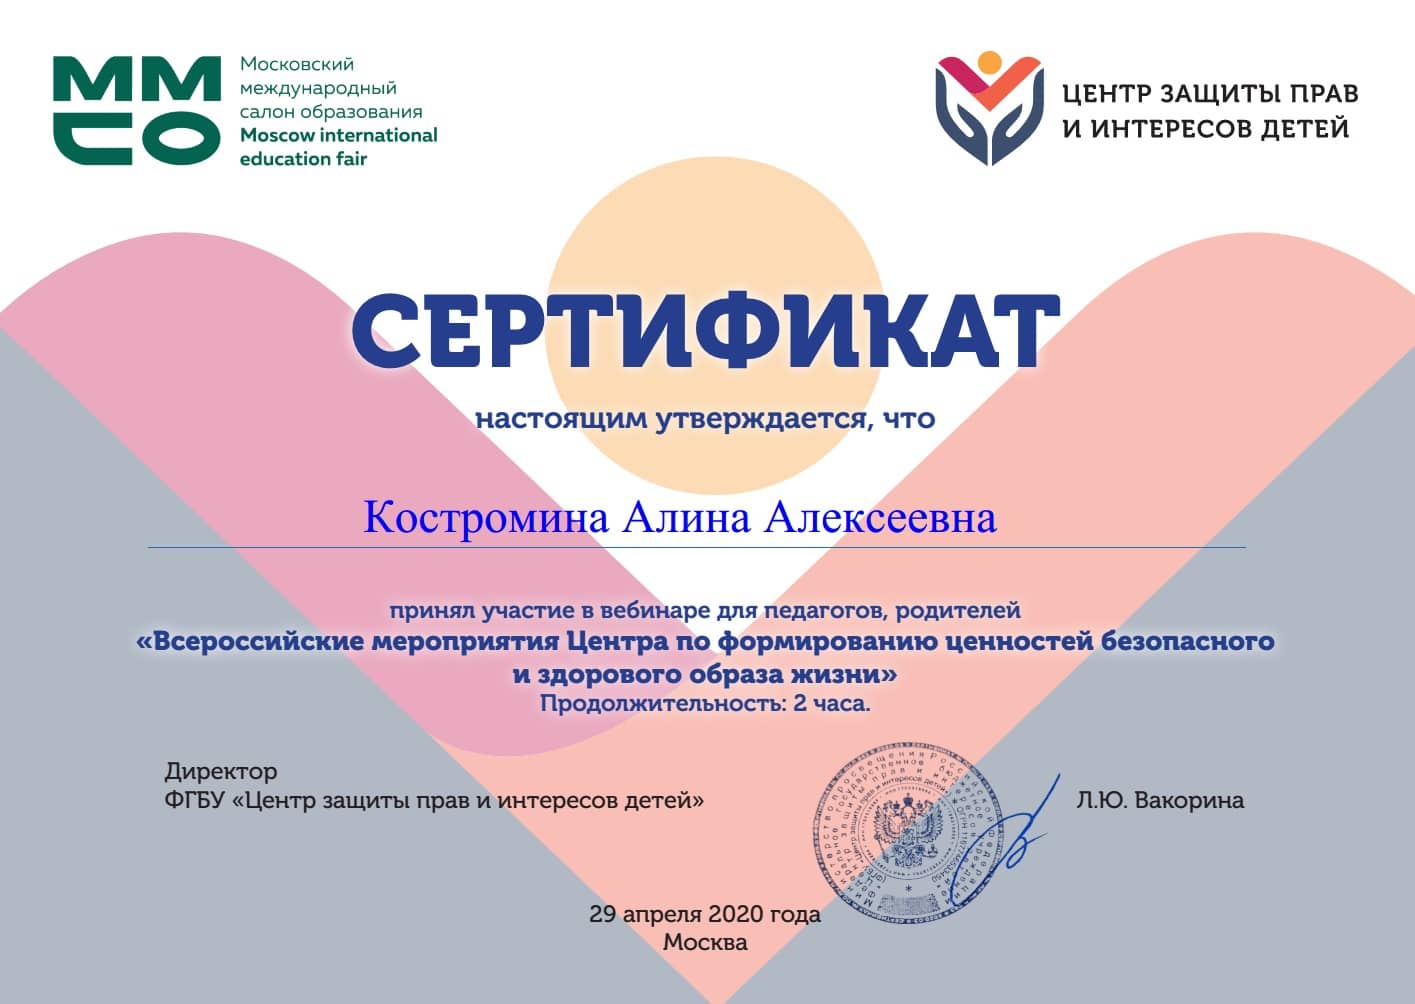 ММ
СО
Московский
международный
салон образования
Moscow international
education fair
ЦЕНТР ЗАЩИТЫ ПРАВ
И ИНТЕРЕСОВ ДЕТЕЙ
СЕРТИФИКАТ
настоящим утверждается, что
Костромина Алина Алексеевна
принял участие в вебинаре для педагогов, родителей
«Всероссийские мероприятия Центра по формированию ценностей безопасного
и здорового образа жизни»
Продолжительность: 2 часа.
Директор
ФГБУ «Центр защиты прав и интересов детей»
Л.Ю. Вакорина
29 апреля 2020 года
Москва